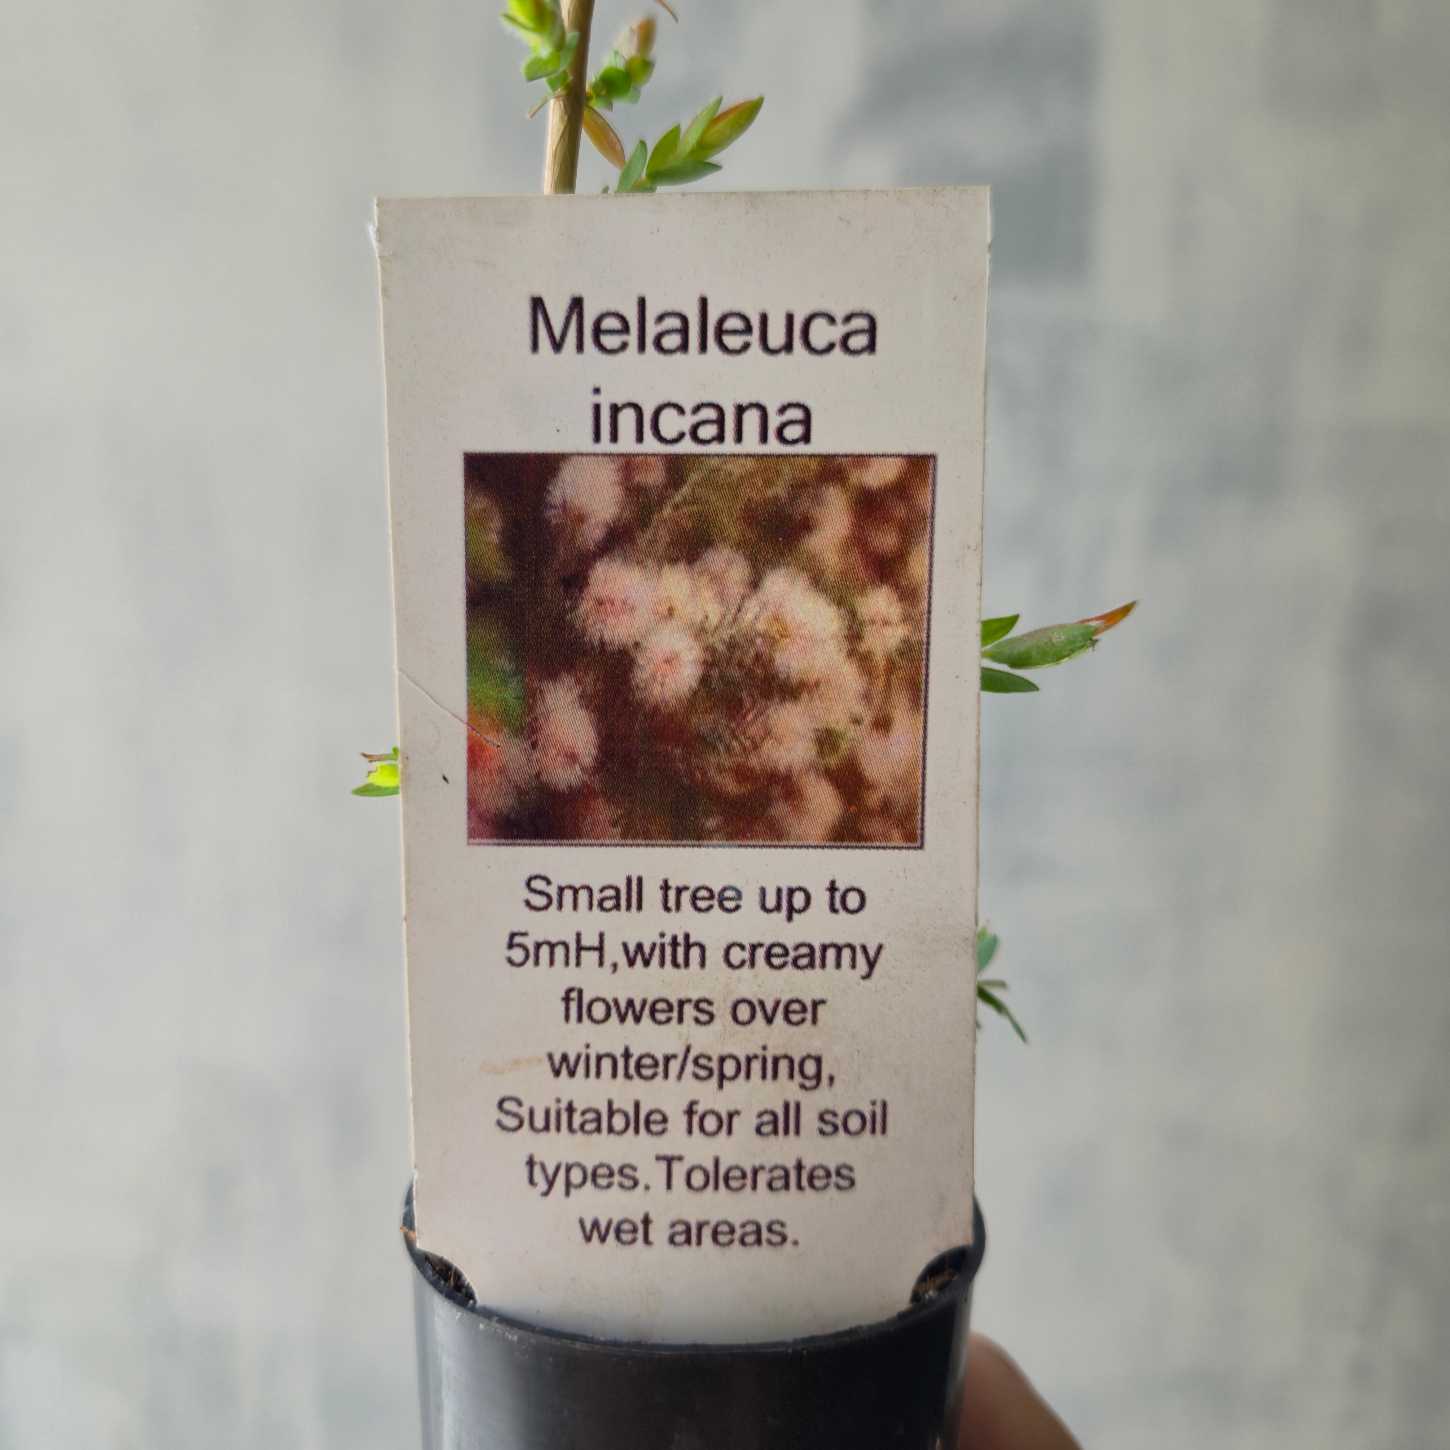 Melaleuca
incana
Small tree up to
5mH,with creamy
flowers over
winter/spring,
Suitable for all soil
types.Tolerates
wet areas.